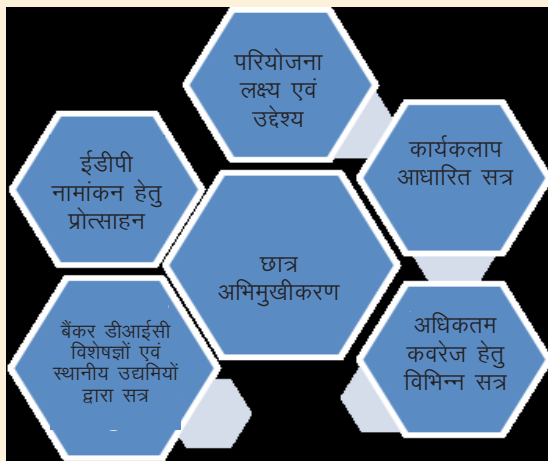 परियोजना
लक्ष्य एवं
उद्देश्य
कार्यकलाप
आधारित सत्र
ईडीपी
नामांकन हेतु
प्रोत्साहन
छात्र
अभिमुखीकरण
अधिकतम
कवरेज हेतु
विभिन्न सत्र
बैंकर डीआईसी
विशेषज्ञों एवं
स्थानीय उद्यमियों
द्वारा सत्र